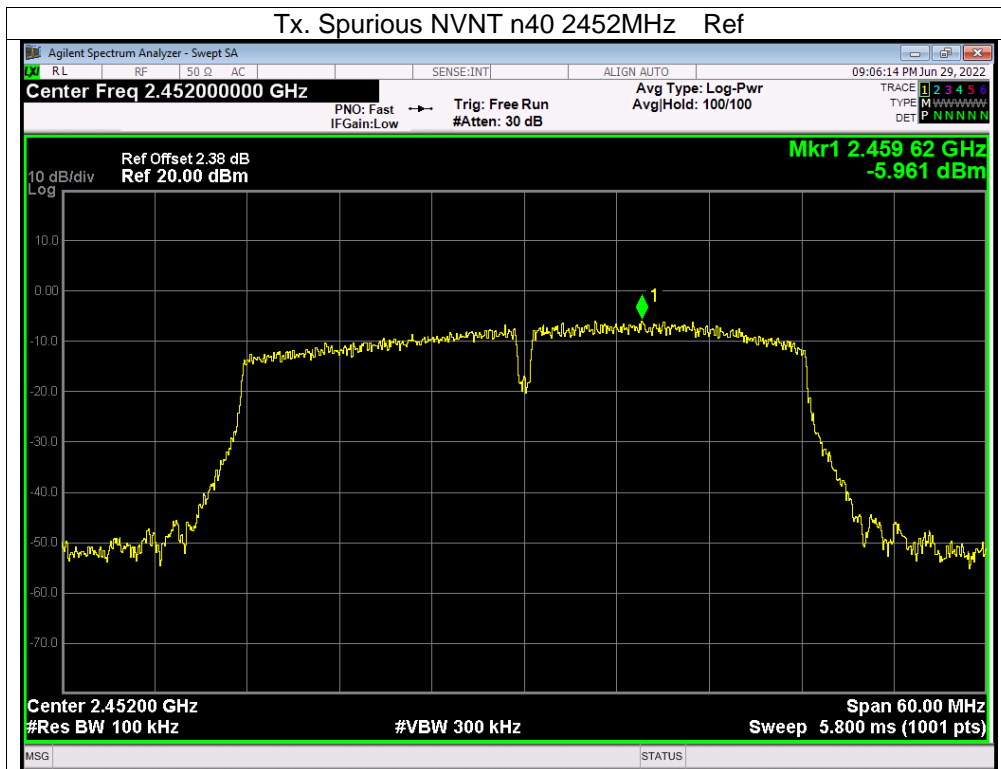 Tx. Spurious NVNT n40 2452MHz Ref
Agilent Spectrum Analyzer - Swept SA
LXI RL RF 50 Ω AC SENSE:INT ALIGN AUTO 09:06:14 PM Jun 29, 2022
Center Freq 2.452000000 GHz Avg Type: Log-Pwr TRACE 1 2 3 4 5 6
PNO: Fast Trig: Free Run Avg|Hold: 100/100 TYPE M WWWWW
IFGain:Low #Atten: 30 dB DET P N N N N N
Mkr1 2.459 62 GHz
Ref Offset 2.38 dB
10 dB/div Ref 20.00 dBm -5.961 dBm
Log
10.0
0.00
1
-10.0
-20.0
-30.0
-40.0
-50.0
-60.0
-70.0
Center 2.45200 GHz Span 60.00 MHz
#Res BW 100 kHz #VBW 300 kHz Sweep 5.800 ms (1001 pts)
MSG STATUS